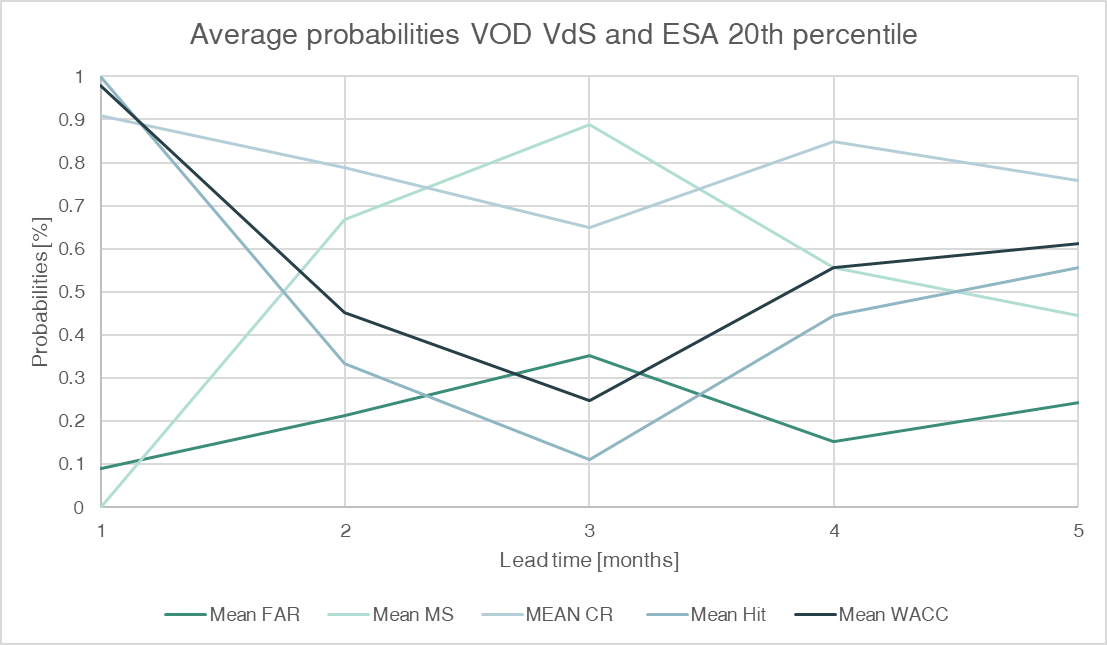 Average probabilities VOD VdS and ESA 20th percentile
1
0.9
0.8
0.7
0.6
0.5
0.4
0.3
0.2
0.1
0
Probabilities [%]
1 2 3 4 5
Lead time [months]
Mean FAR Mean MS MEAN CR Mean Hit Mean WACC